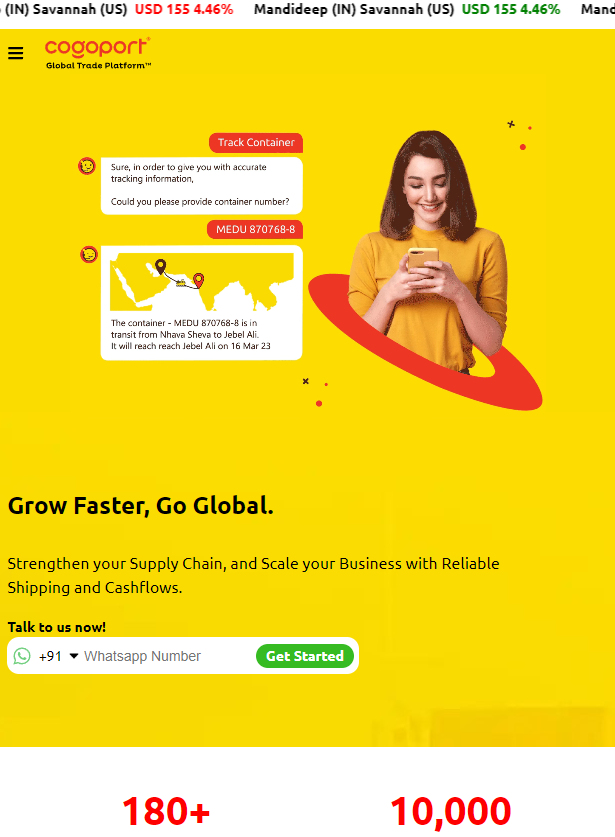 (IN) Savannah (US) USD 155 4.46% Mandideep (IN) Savannah (US) USD 155 4.46% Mand
cogoport
Global Trade Platform™
Track Container
Sure, in order to give you with accurate
tracking information,
Could you please provide container number?
MEDU 870768-8
The container - MEDU 870768-8 is in
transit from Nhava Sheva to Jebel Ali.
It will reach reach Jebel Ali on 16 Mar 23
Grow Faster, Go Global.
Strengthen your Supply Chain, and Scale your Business with Reliable
Shipping and Cashflows.
Talk to us now!
+91 Whatsapp Number Get Started
180+ 10,000